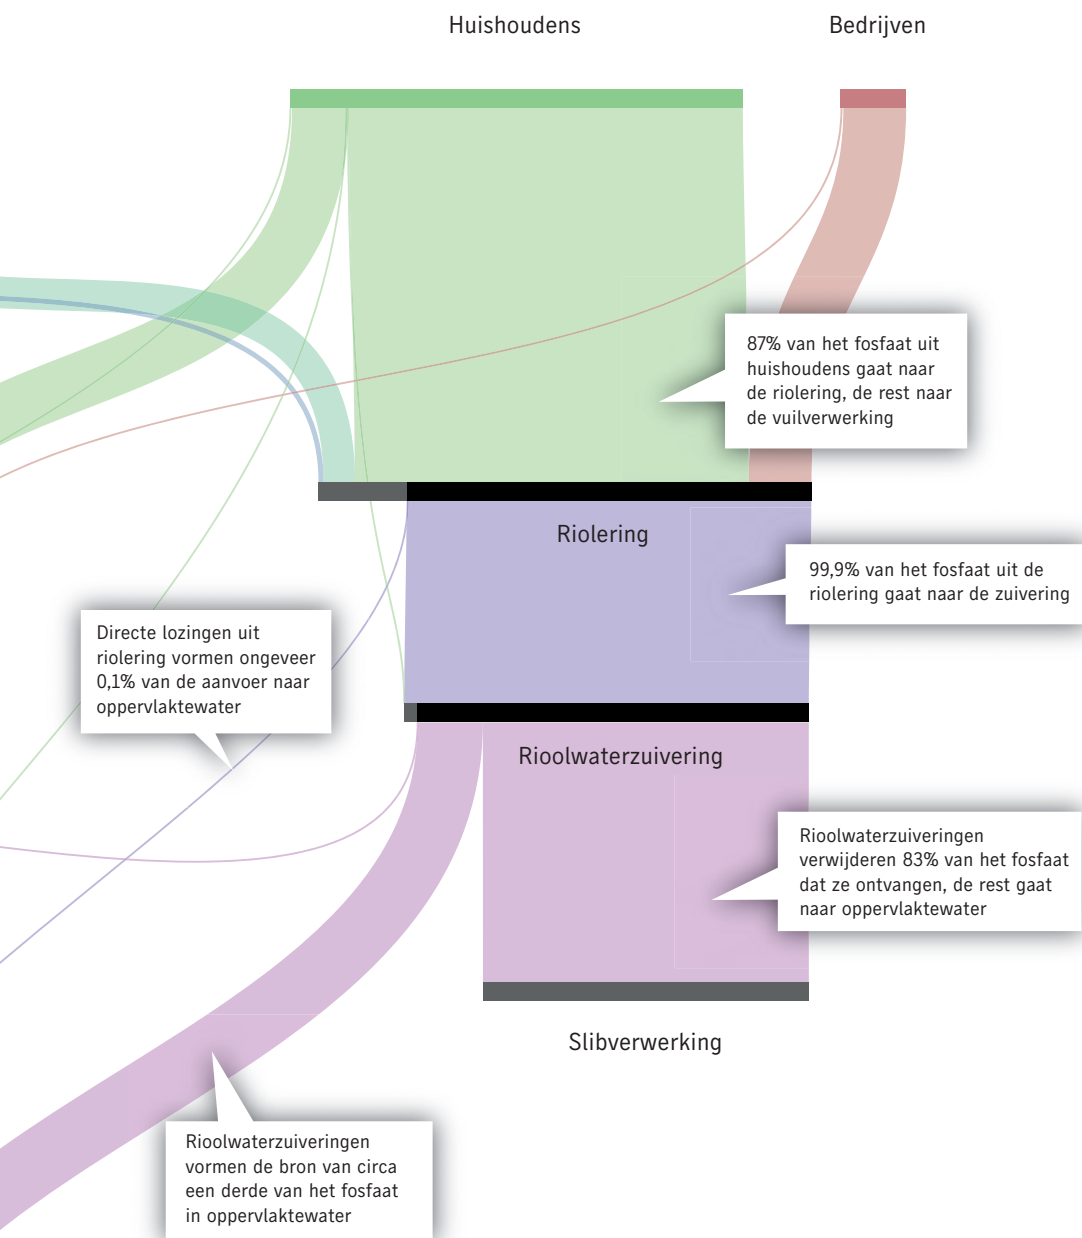 Huishoudens
Bedrijven
87% van het fosfaat uit
huishoudens gaat naar
de riolering, de rest naar
de vuilverwerking
Riolering
99,9% van het fosfaat uit de
riolering gaat naar de zuivering
Directe lozingen uit
riolering vormen ongeveer
0,1% van de aanvoer naar
oppervlaktewater
Rioolwaterzuivering
Rioolwaterzuiveringen
verwijderen 83% van het fosfaat
dat ze ontvangen, de rest gaat
naar oppervlaktewater
Slibverwerking
Rioolwaterzuiveringen
vormen de bron van circa
een derde van het fosfaat
in oppervlaktewater